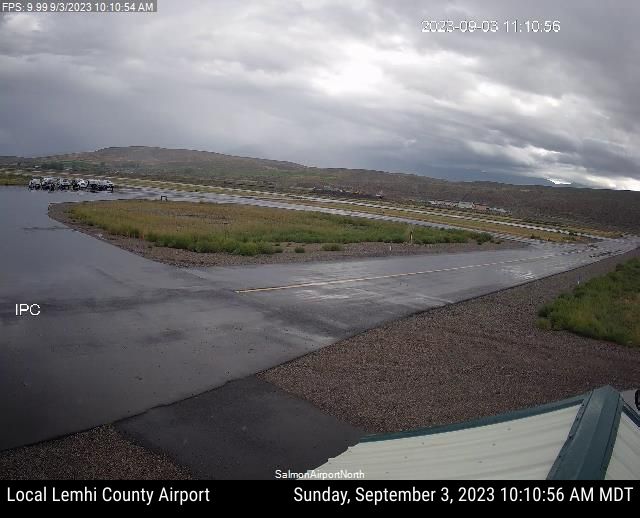 FPS: 9.99 9/3/2023 10:10:54 AM
2023-09-03 11:10:56
IPC
SalmonAirportNorth
Local Lemhi County Airport Sunday, September 3, 2023 10:10:56 AM MDT